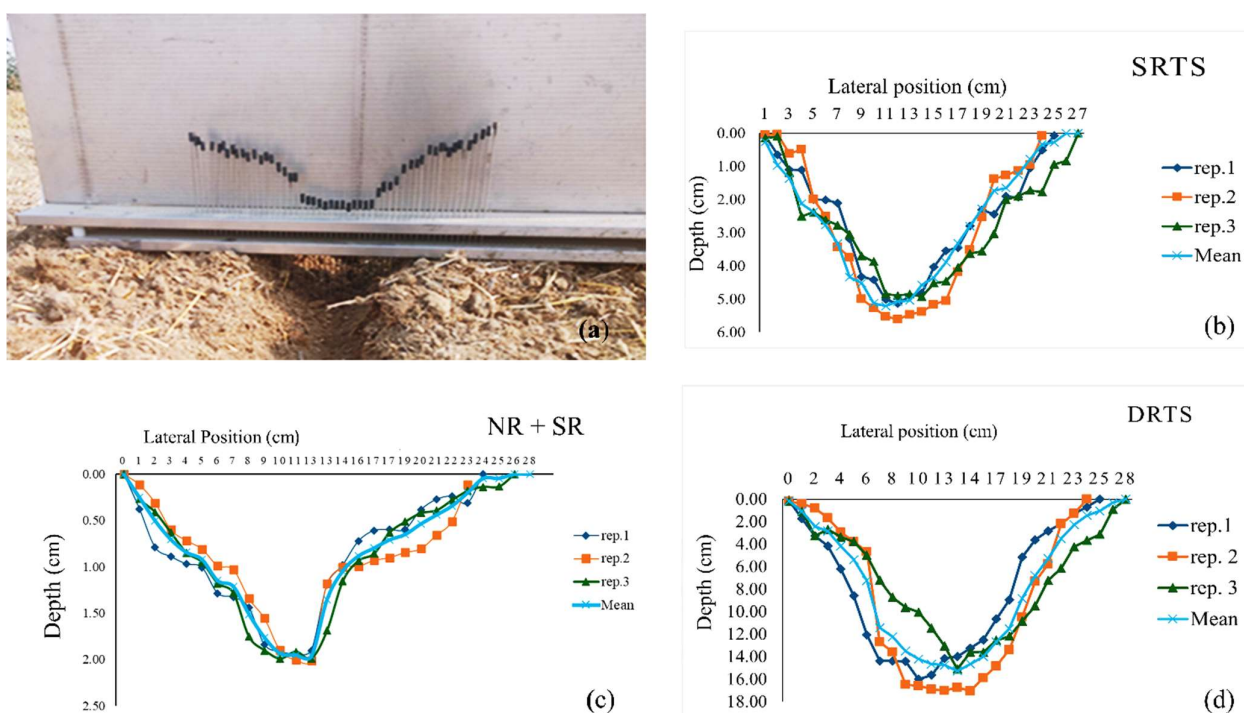 (a)
SRTS
Lateral position (cm)
1 3 5 7 9 11 13 15 17 19 21 23 25 27
0.00
1.00
2.00
3.00
4.00
5.00
6.00
Depth (cm)
rep.1
rep.2
rep.3
Mean
(b)
NR + SR
Lateral Position (cm)
0 1 2 3 4 5 6 7 8 9 10 11 12 13 14 16 17 19 20 21 22 23 24 26 28
0.00
0.50
1.00
1.50
2.00
2.50
Depth (cm)
rep.1
rep.2
rep.3
Mean
(c)
DRTS
Lateral position (cm)
0 2 4 6 8 10 13 15 17 19 21 23 25 28
0.00
2.00
4.00
6.00
8.00
10.00
12.00
14.00
16.00
18.00
Depth (cm)
rep.1
rep. 2
rep. 3
Mean
(d)